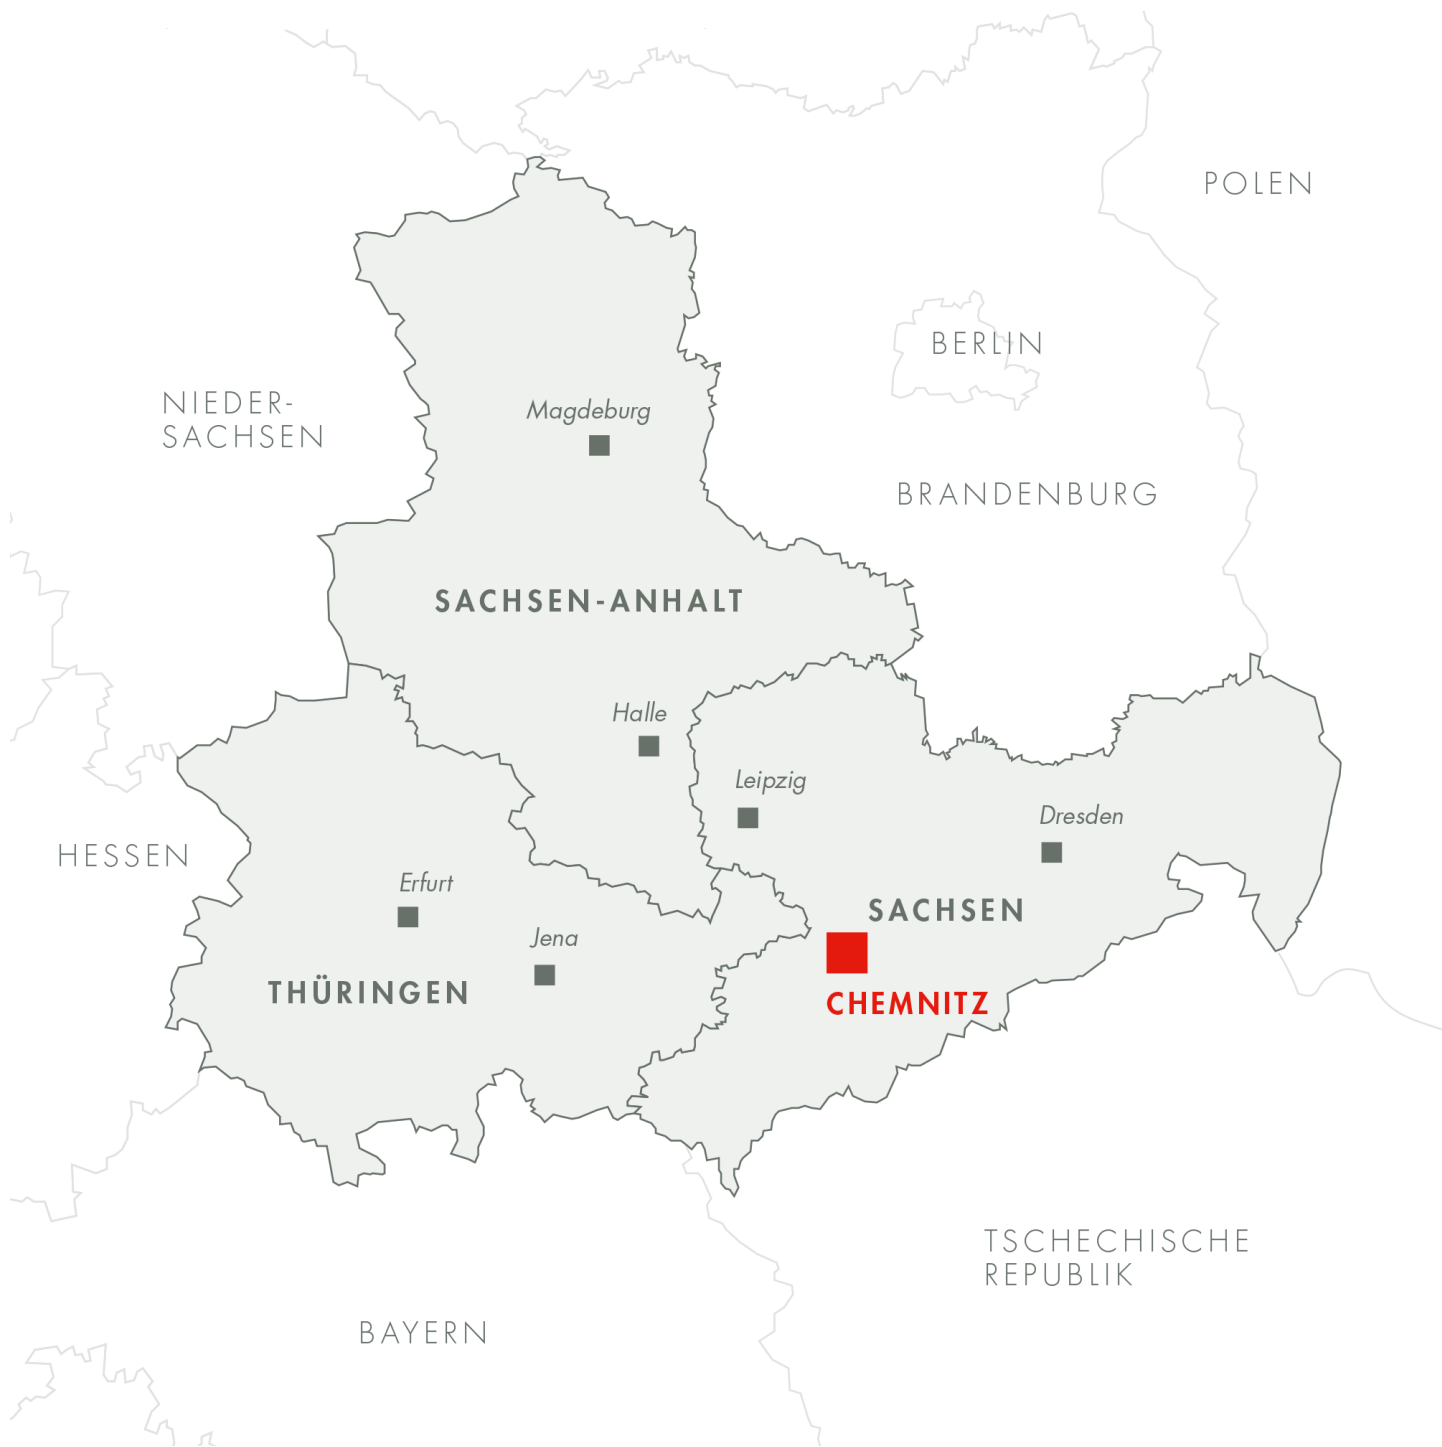 POLEN
BERLIN
NIEDER-
SACHSEN
Magdeburg
BRANDENBURG
SACHSEN-ANHALT
Halle
Leipzig
Dresden
HESSEN
Erfurt
SACHSEN
Jena
THÜRINGEN
CHEMNITZ
TSCHECHISCHE
REPUBLIK
BAYERN